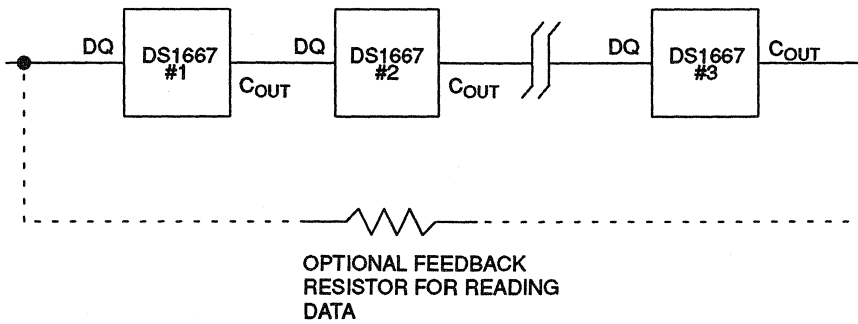 DQ
DS1667
#1
COUT
DQ
DS1667
#2
COUT
DQ
DS1667
#3
COUT
OPTIONAL FEEDBACK
RESISTOR FOR READING
DATA